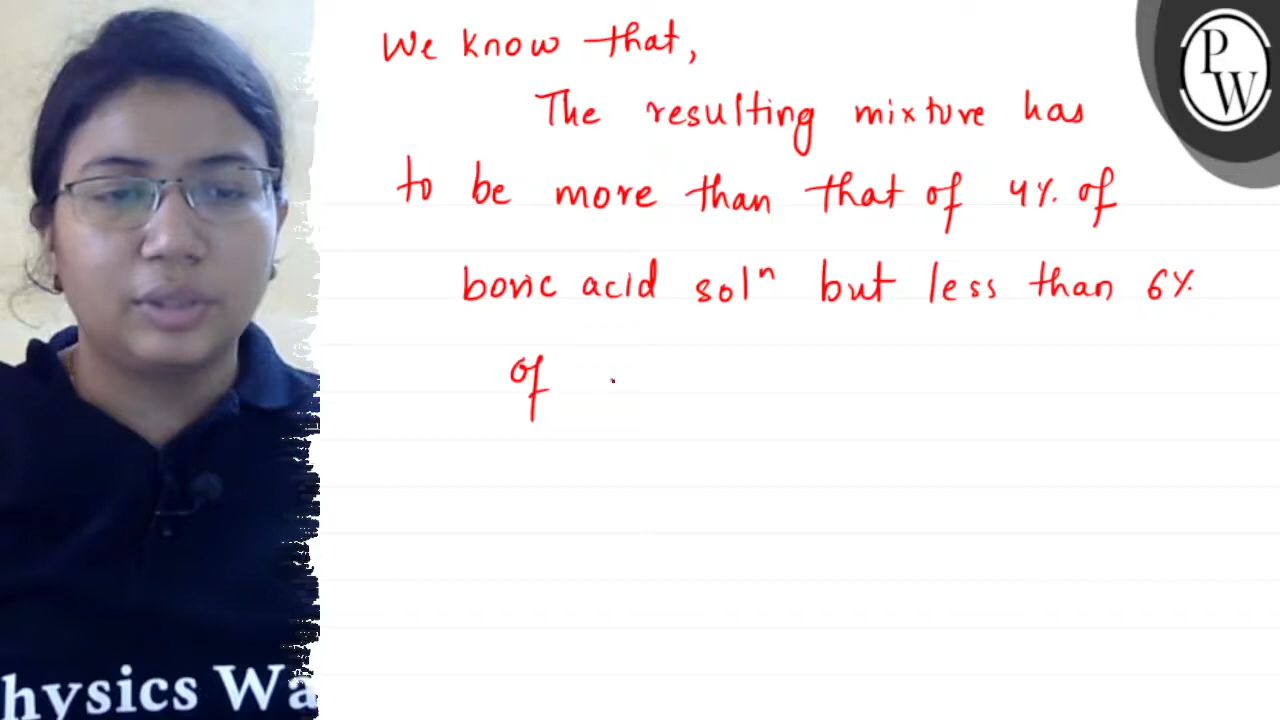 We know that,
The resulting mixture has
to be more than that of 4% of
boric acid solⁿ but less than 6%
of
PW
hysics Wa